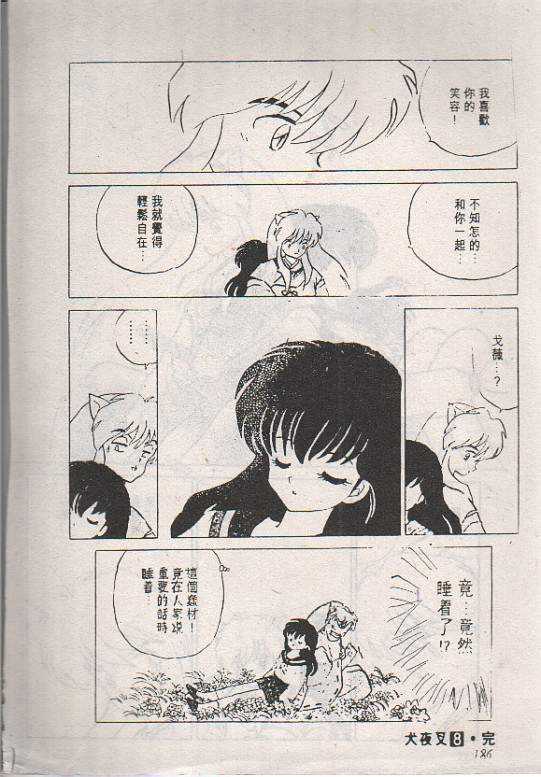 我喜歡
你的
笑容！
不知怎的…
和你一起…
我就覺得
輕鬆自在…
戈薇…？
………
………
竟…竟然
睡着了!?
這個蠢材！
竟在人家說
重要的話時
睡着…
犬夜叉8・完
186